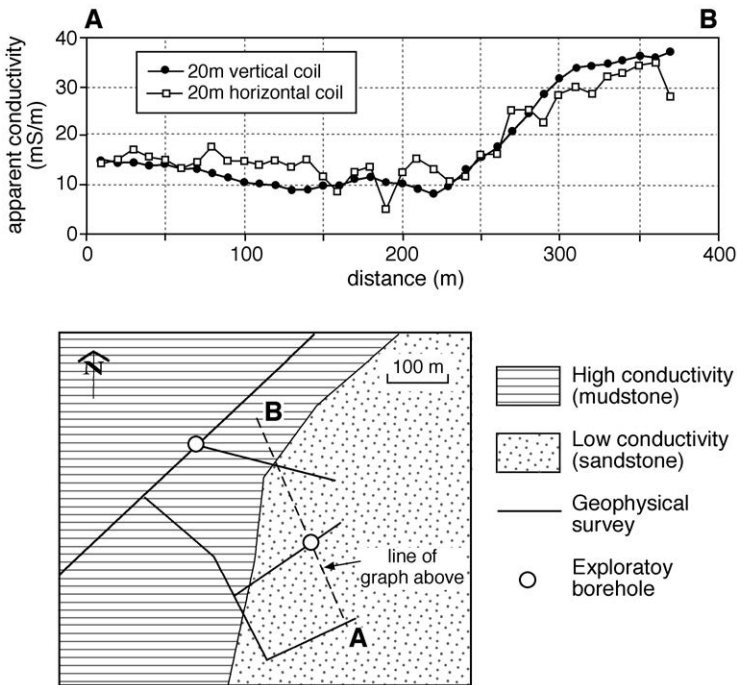 A B
apparent conductivity
(mS/m)
40
30
20
10
0
20m vertical coil
20m horizontal coil
0 100 200 300 400
distance (m)
N
100 m
B
line of
graph above
A
High conductivity
(mudstone)
Low conductivity
(sandstone)
Geophysical
survey
Exploratoy
borehole